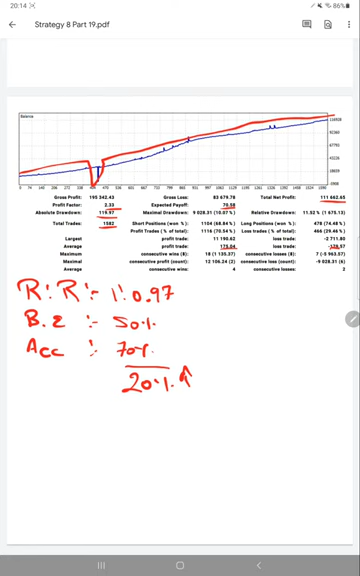 20:14
86%
Strategy 8 Part 19.pdf
Balance
Gross Profit: 195 342.43 Gross Loss: 83 679.78 Total Net Profit: 111 662.65
Profit Factor: 2.33 Expected Payoff: 70.58
Absolute Drawdown: 119.97 Maximal Drawdown: 9 028.31 (10.07 %) Relative Drawdown: 11.52 % (1 675.13)
Total Trades: 1582 Short Positions (won %): 1104 (68.84 %) Long Positions (won %): 478 (74.48 %)
Profit Trades (% of total): 1116 (70.54 %) Loss trades (% of total): 466 (29.46 %)
Largest profit trade: 11 190.62 loss trade: -2 711.80
Average profit trade: 175.04 loss trade:
Maximum consecutive wins ($): 18 (1 135.37) consecutive losses ($): 7 (-3 963.57)
Maximal consecutive profit (count): 12 106.24 (2) consecutive loss (count): -9 028.31 (6)
Average consecutive wins: 4 consecutive losses: 2
R:R :- 1:0.97
B.E :- 50%
Acc :- 70%
20% ↑